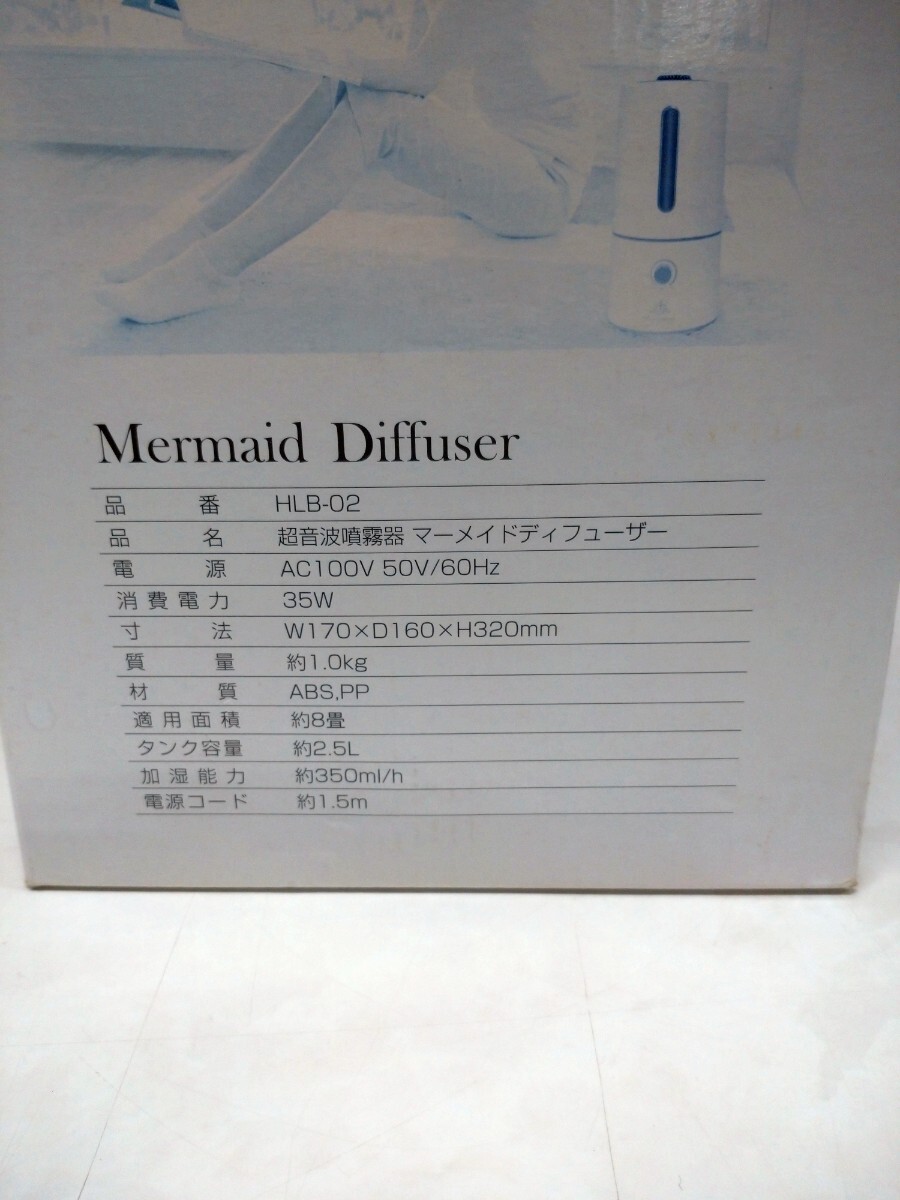 Mermaid Diffuser
品番 HLB-02
品名 超音波噴霧器 マーメイドディフューザー
電源 AC100V 50V/60Hz
消費電力 35W
寸法 W170×D160×H320mm
質量 約1.0kg
材質 ABS,PP
適用面積 約8畳
タンク容量 約2.5L
加湿能力 約350ml/h
電源コード 約1.5m